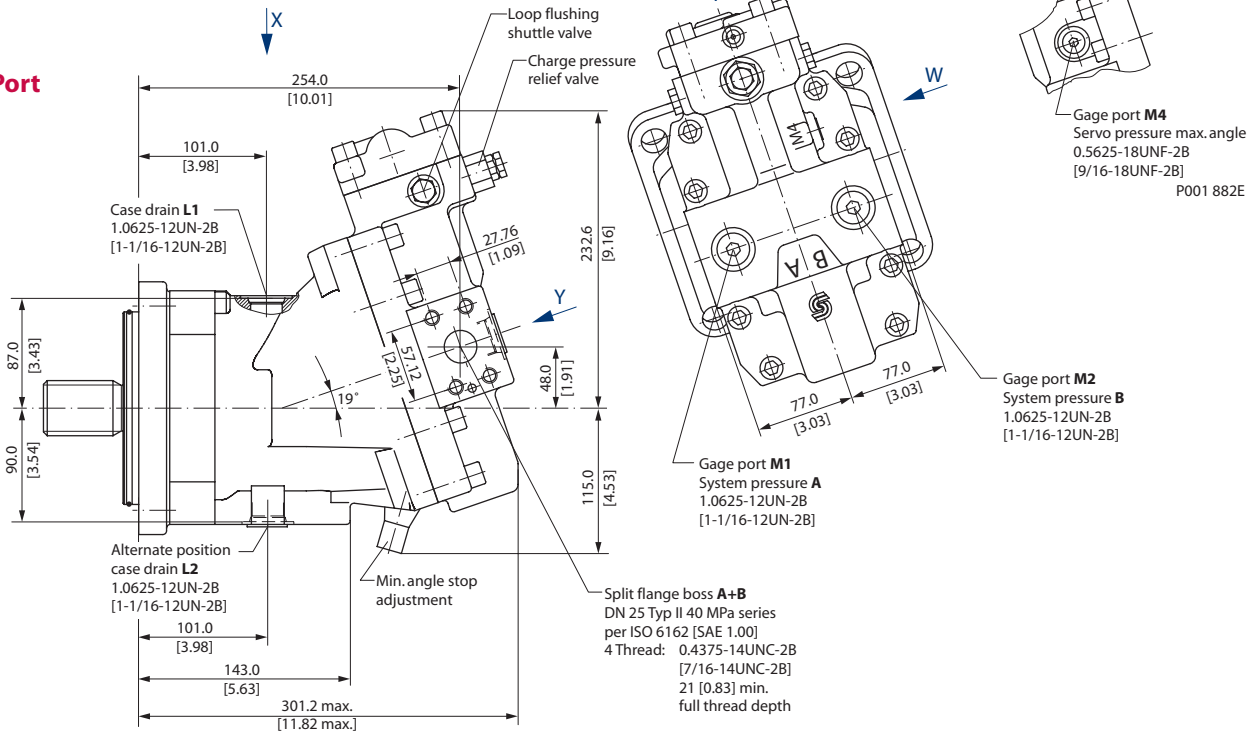 Port
X
254.0
[10.01]
Loop flushing
shuttle valve
Charge pressure
relief valve
101.0
[3.98]
Case drain L1
1.0625-12UN-2B
[1-1/16-12UN-2B]
27.76
[1.09]
232.6
[9.16]
Y
87.0
[3.43]
57.12
[2.25]
48.0
[1.91]
19°
90.0
[3.54]
115.0
[4.53]
Alternate position
case drain L2
1.0625-12UN-2B
[1-1/16-12UN-2B]
Min. angle stop
adjustment
101.0
[3.98]
143.0
[5.63]
301.2 max.
[11.82 max.]
Split flange boss A+B
DN 25 Typ II 40 MPa series
per ISO 6162 [SAE 1.00]
4 Thread: 0.4375-14UNC-2B
[7/16-14UNC-2B]
21 [0.83] min.
full thread depth
W
M4
B A
77.0
[3.03]
77.0
[3.03]
Gage port M1
System pressure A
1.0625-12UN-2B
[1-1/16-12UN-2B]
Gage port M2
System pressure B
1.0625-12UN-2B
[1-1/16-12UN-2B]
Gage port M4
Servo pressure max. angle
0.5625-18UNF-2B
[9/16-18UNF-2B]
P001 882E